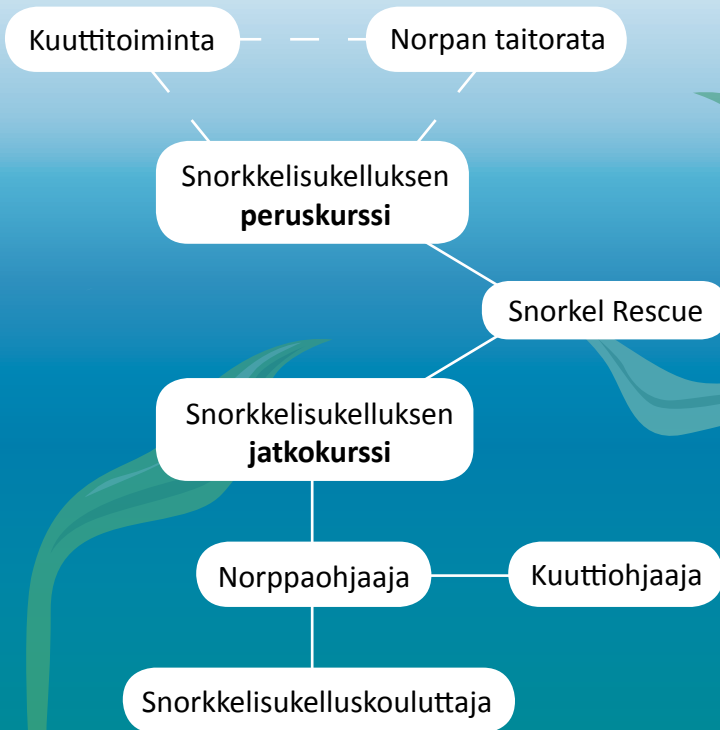 Kuuttitoiminta
Norpan taitorata
Snorkkelisukelluksen
peruskurssi
Snorkel Rescue
Snorkkelisukelluksen
jatkokurssi
Norppaohjaaja
Kuuttiohjaaja
Snorkkelisukelluskouluttaja